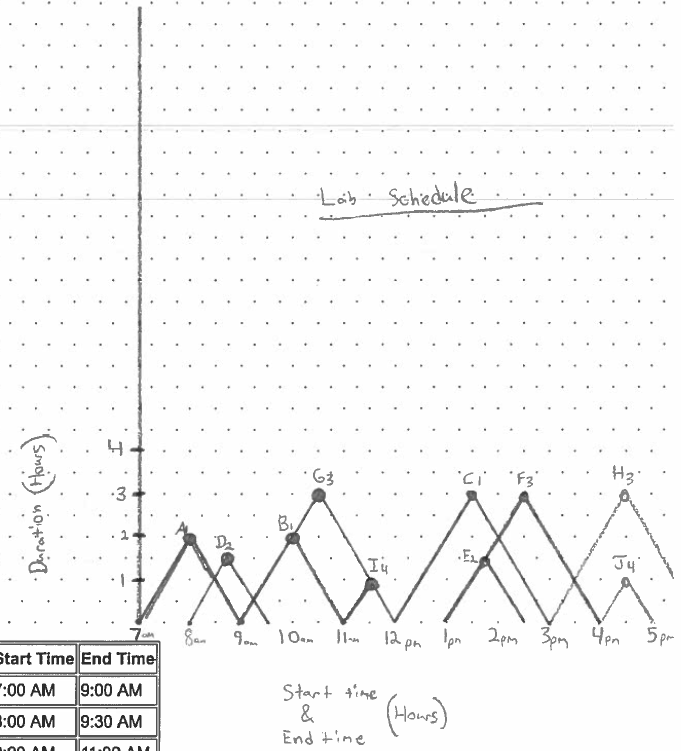 Lab Schedule
Duration (Hours)
4
3
2
1
A1
D2
B1
G3
I4
C1
E2
F3
H3
J4
7am 8am 9am 10am 11am 12pm 1pm 2pm 3pm 4pm 5pm
Start Time End Time
7:00 AM 9:00 AM
8:00 AM 9:30 AM
11:00 AM
Start time
& (Hours)
End time